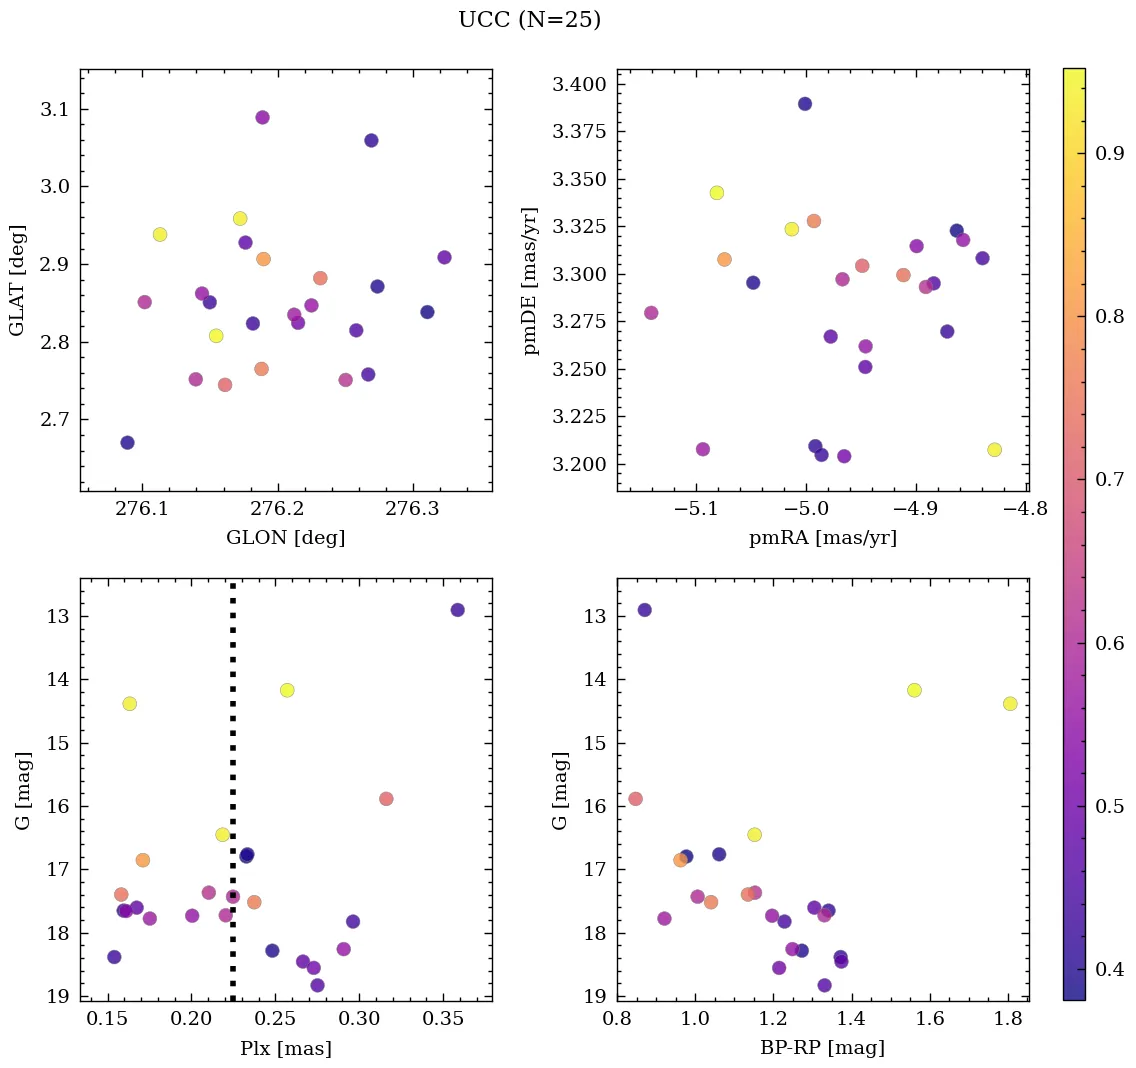 UCC (N=25)
3.1
3.0
2.9
2.8
2.7
GLAT [deg]
276.1 276.2 276.3
GLON [deg]
3.400
3.375
3.350
3.325
3.300
3.275
3.250
3.225
3.200
pmDE [mas/yr]
−5.1 −5.0 −4.9 −4.8
pmRA [mas/yr]
13
14
15
16
17
18
19
G [mag]
0.15 0.20 0.25 0.30 0.35
Plx [mas]
13
14
15
16
17
18
19
G [mag]
0.8 1.0 1.2 1.4 1.6 1.8
BP-RP [mag]
0.9
0.8
0.7
0.6
0.5
0.4